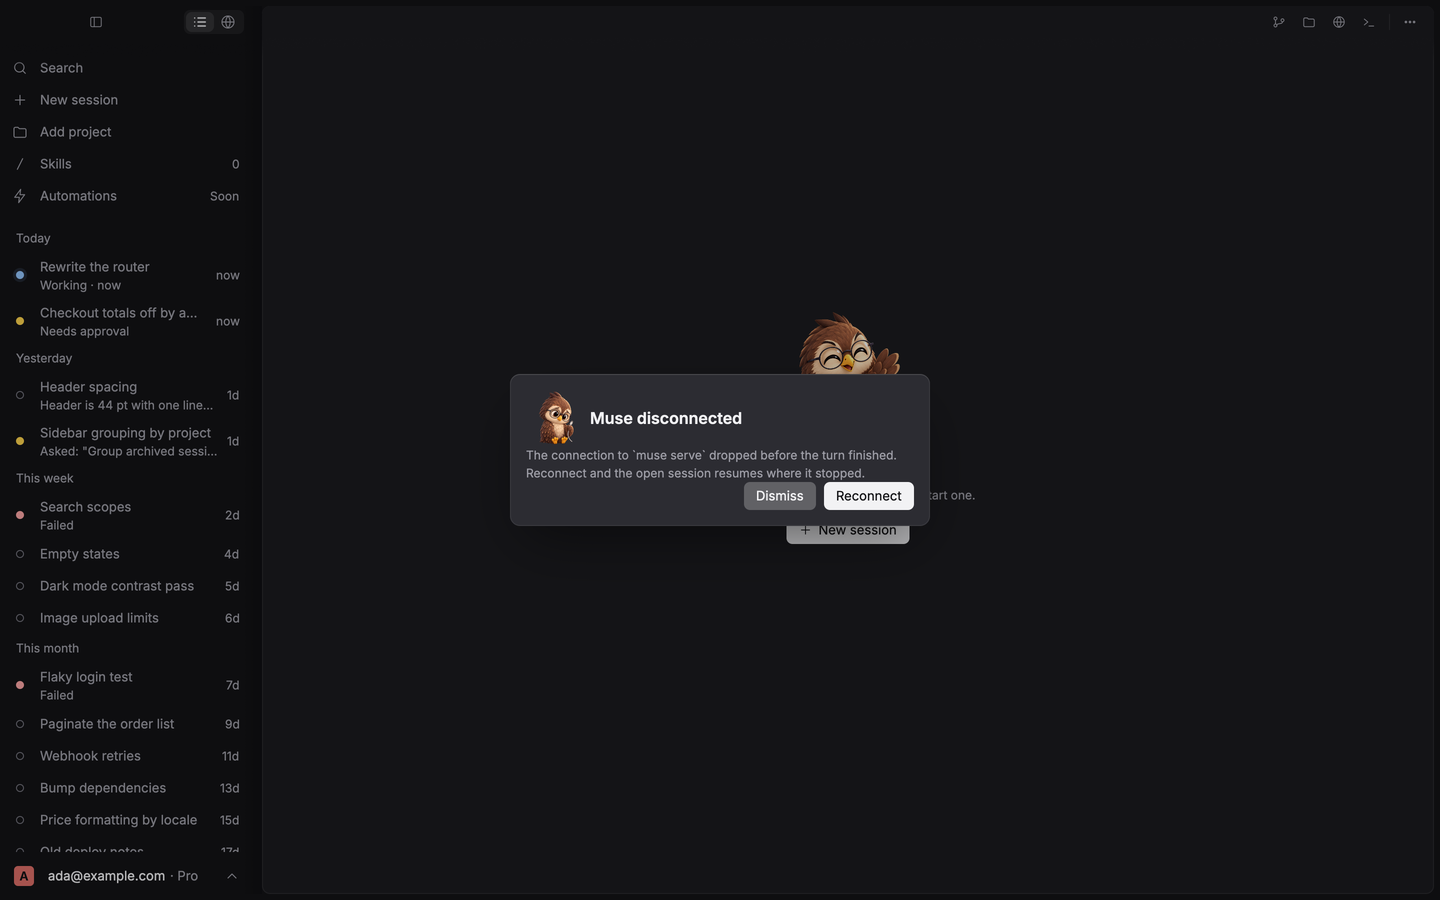 Search
New session
Add project
Skills 0
Automations Soon
Today
Rewrite the router
Working · now
now
Checkout totals off by a...
Needs approval
now
Yesterday
Header spacing
Header is 44 pt with one line...
1d
Sidebar grouping by project
Asked: "Group archived sessi...
1d
This week
Search scopes
Failed
2d
Empty states 4d
Dark mode contrast pass 5d
Image upload limits 6d
This month
Flaky login test
Failed
7d
Paginate the order list 9d
Webhook retries 11d
Bump dependencies 13d
Price formatting by locale 15d
Old deploy notes 17d
A ada@example.com · Pro
Muse disconnected
The connection to `muse serve` dropped before the turn finished.
Reconnect and the open session resumes where it stopped.
Dismiss
Reconnect
tart one.
New session